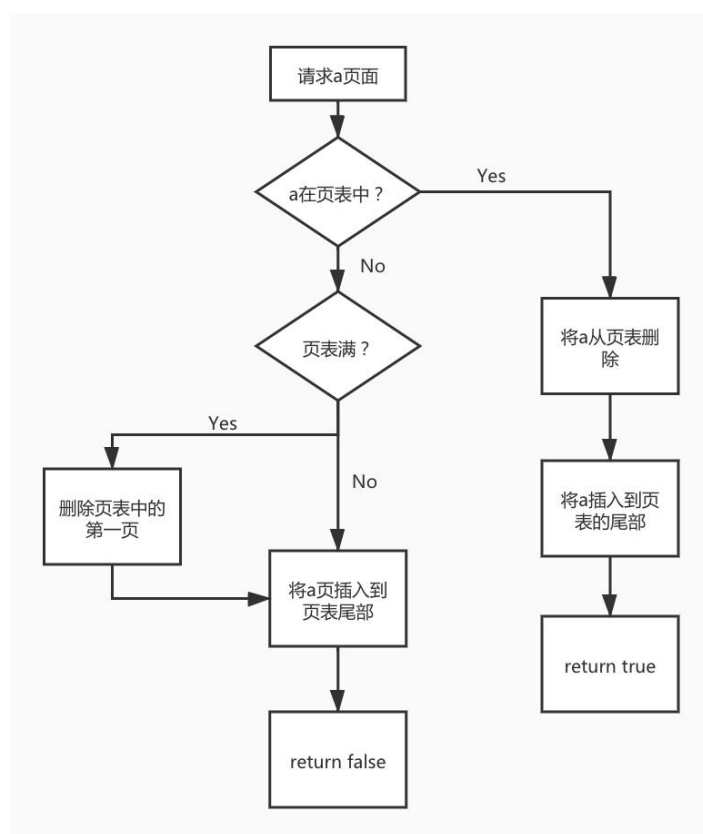 请求a页面
a在页表中？
Yes
No
页表满？
将a从页表删
除
Yes
No
删除页表中的
第一页
将a插入到页
表的尾部
将a页插入到
页表尾部
return true
return false